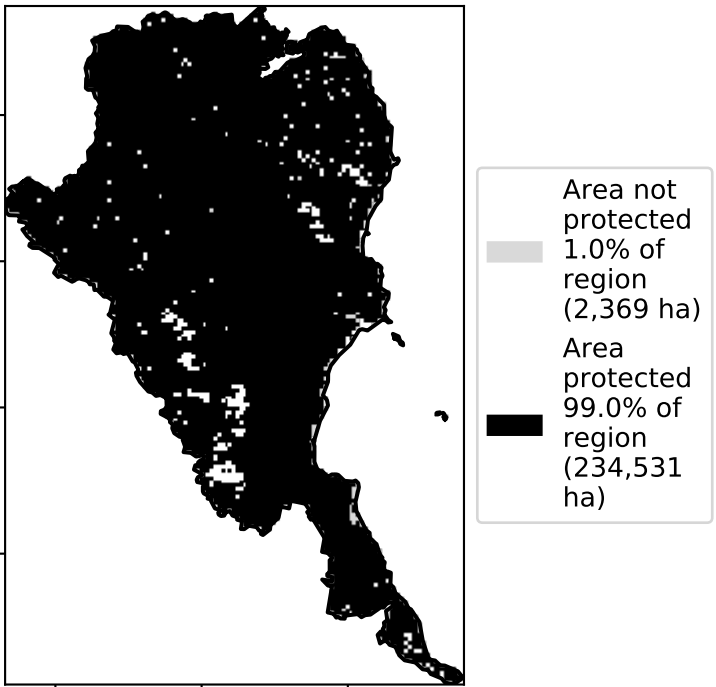 Area not
protected
1.0% of
region
(2,369 ha)
Area
protected
99.0% of
region
(234,531
ha)